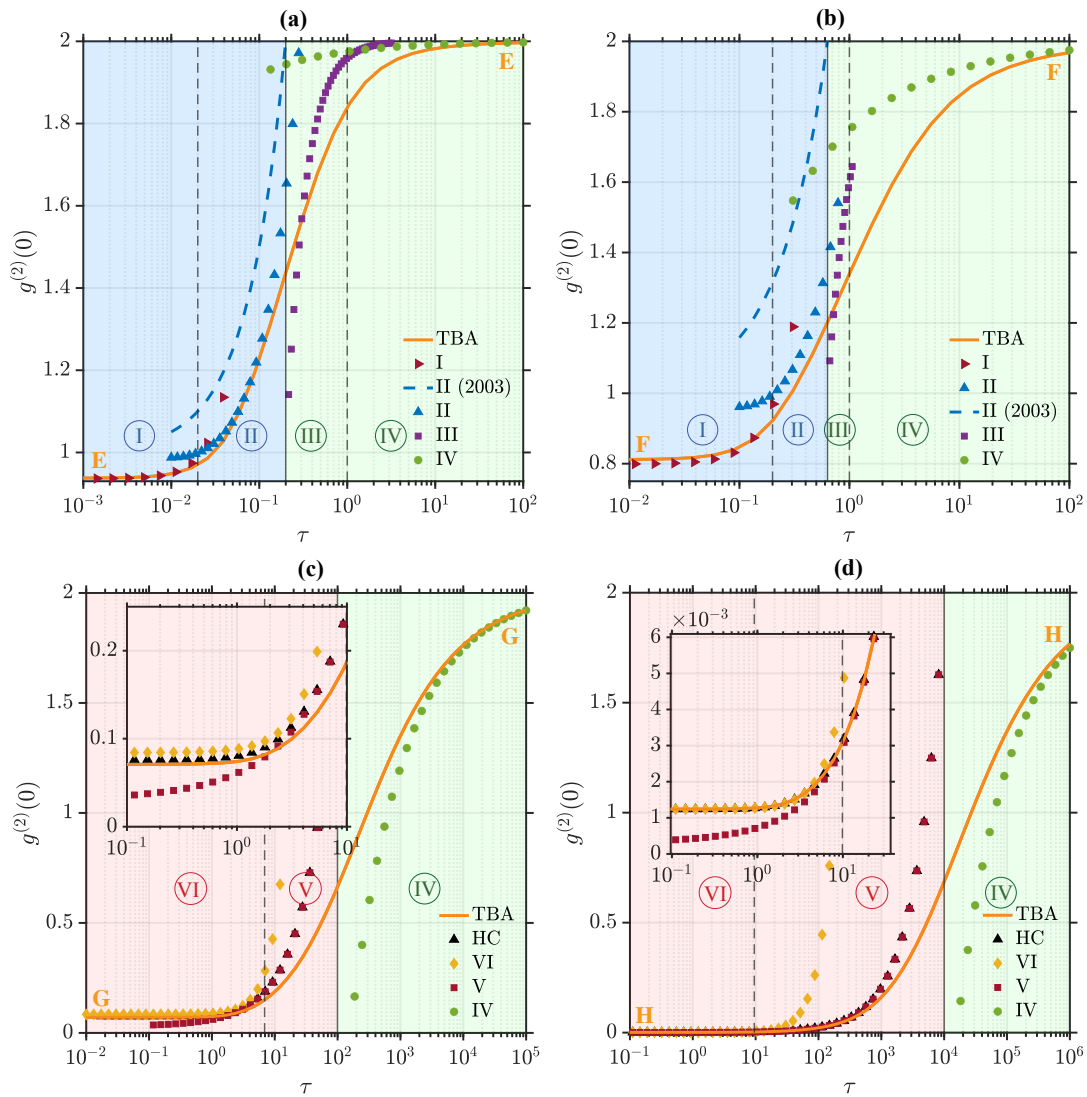 (a)
2
1.8
1.6
1.4
1.2
1
g^{(2)}(0)
10^{-3}
10^{-2}
10^{-1}
10^{0}
10^{1}
10^{2}
τ
E
E
I
II
III
IV
TBA
I
II (2003)
II
III
IV
(b)
2
1.8
1.6
1.4
1.2
1
0.8
g^{(2)}(0)
10^{-2}
10^{-1}
10^{0}
10^{1}
10^{2}
τ
F
F
I
II
III
IV
TBA
I
II
II (2003)
III
IV
(c)
2
1.5
1
0.5
0
g^{(2)}(0)
10^{-2}
10^{-1}
10^{0}
10^{1}
10^{2}
10^{3}
10^{4}
10^{5}
τ
0.2
0.1
0
10^{-1}
10^{0}
10^{1}
G
G
VI
V
IV
TBA
HC
VI
V
IV
(d)
2
1.5
1
0.5
0
g^{(2)}(0)
10^{-1}
10^{0}
10^{1}
10^{2}
10^{3}
10^{4}
10^{5}
10^{6}
τ
×10^{-3}
6
5
4
3
2
1
0
10^{-1}
10^{0}
10^{1}
H
H
VI
V
IV
TBA
HC
VI
V
IV